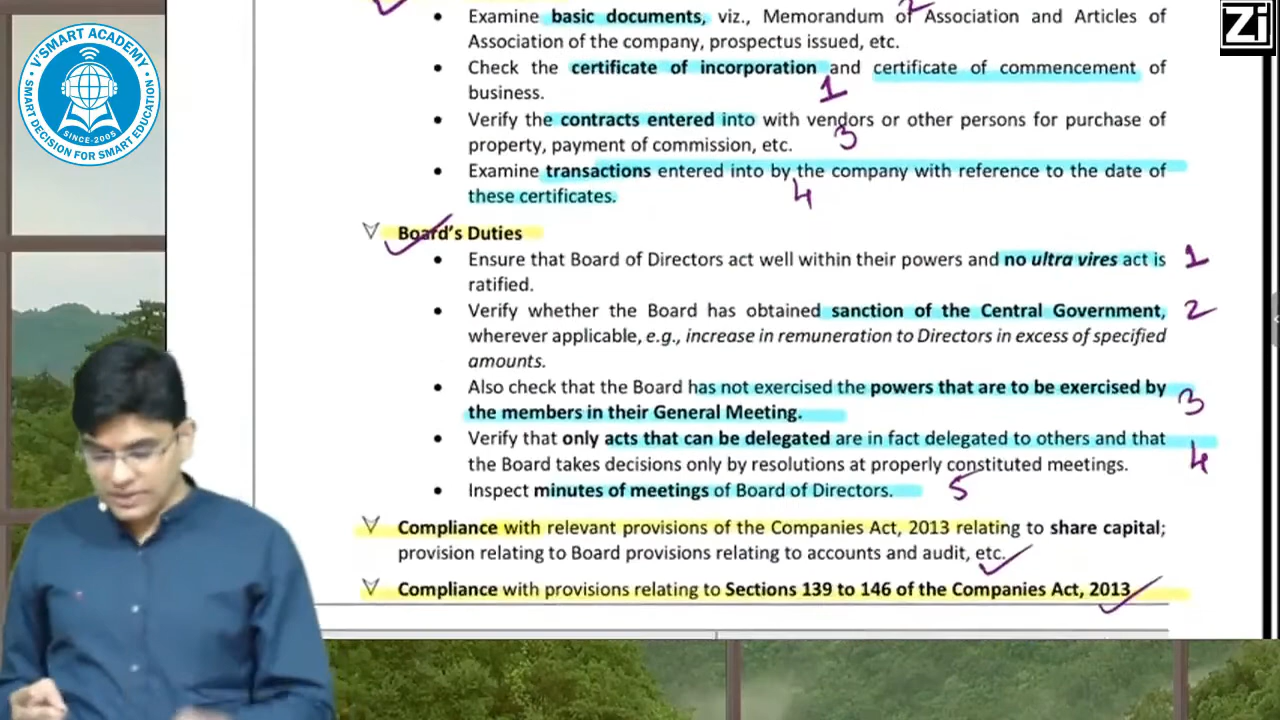 V'SMART ACADEMY
SINCE-2005
SMART DECISION FOR SMART EDUCATION
Zi
• Examine basic documents, viz., Memorandum of Association and Articles of
Association of the company, prospectus issued, etc.
2
• Check the certificate of incorporation and certificate of commencement of
business.
1
• Verify the contracts entered into with vendors or other persons for purchase of
property, payment of commission, etc.
3
• Examine transactions entered into by the company with reference to the date of
these certificates.
4
Board's Duties
• Ensure that Board of Directors act well within their powers and no ultra vires act is
ratified.
1
• Verify whether the Board has obtained sanction of the Central Government,
wherever applicable, e.g., increase in remuneration to Directors in excess of specified
amounts.
2
• Also check that the Board has not exercised the powers that are to be exercised by
the members in their General Meeting.
3
• Verify that only acts that can be delegated are in fact delegated to others and that
the Board takes decisions only by resolutions at properly constituted meetings.
4
• Inspect minutes of meetings of Board of Directors.
5
Compliance with relevant provisions of the Companies Act, 2013 relating to share capital;
provision relating to Board provisions relating to accounts and audit, etc.
Compliance with provisions relating to Sections 139 to 146 of the Companies Act, 2013